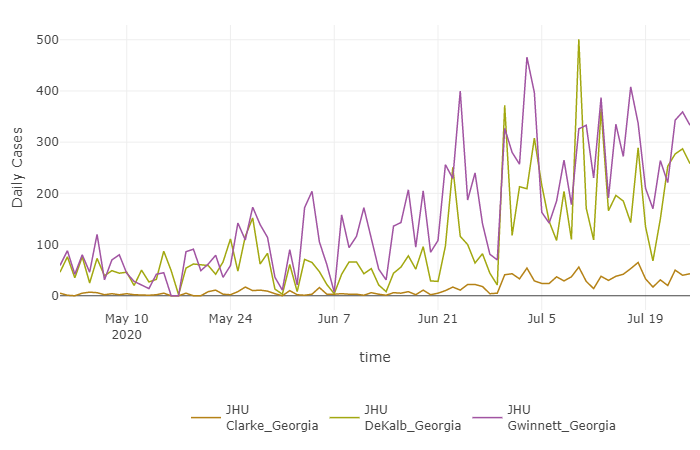 500
400
300
200
100
0
Daily Cases
May 10
2020
May 24
Jun 7
Jun 21
Jul 5
Jul 19
time
JHU
Clarke_Georgia
JHU
DeKalb_Georgia
JHU
Gwinnett_Georgia